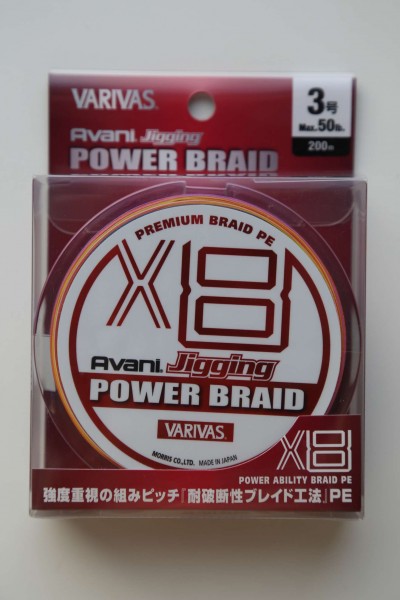 VARIVAS®
3号
Max.50lb.
200m
Avani Jigging
POWER BRAID
PREMIUM BRAID PE
X8
Avani Jigging
POWER BRAID
VARIVAS®
MORRIS CO.,LTD. MADE IN JAPAN
X8
POWER ABILITY BRAID PE
強度重視の組みピッチ『耐破断性ブレイド工法』PE